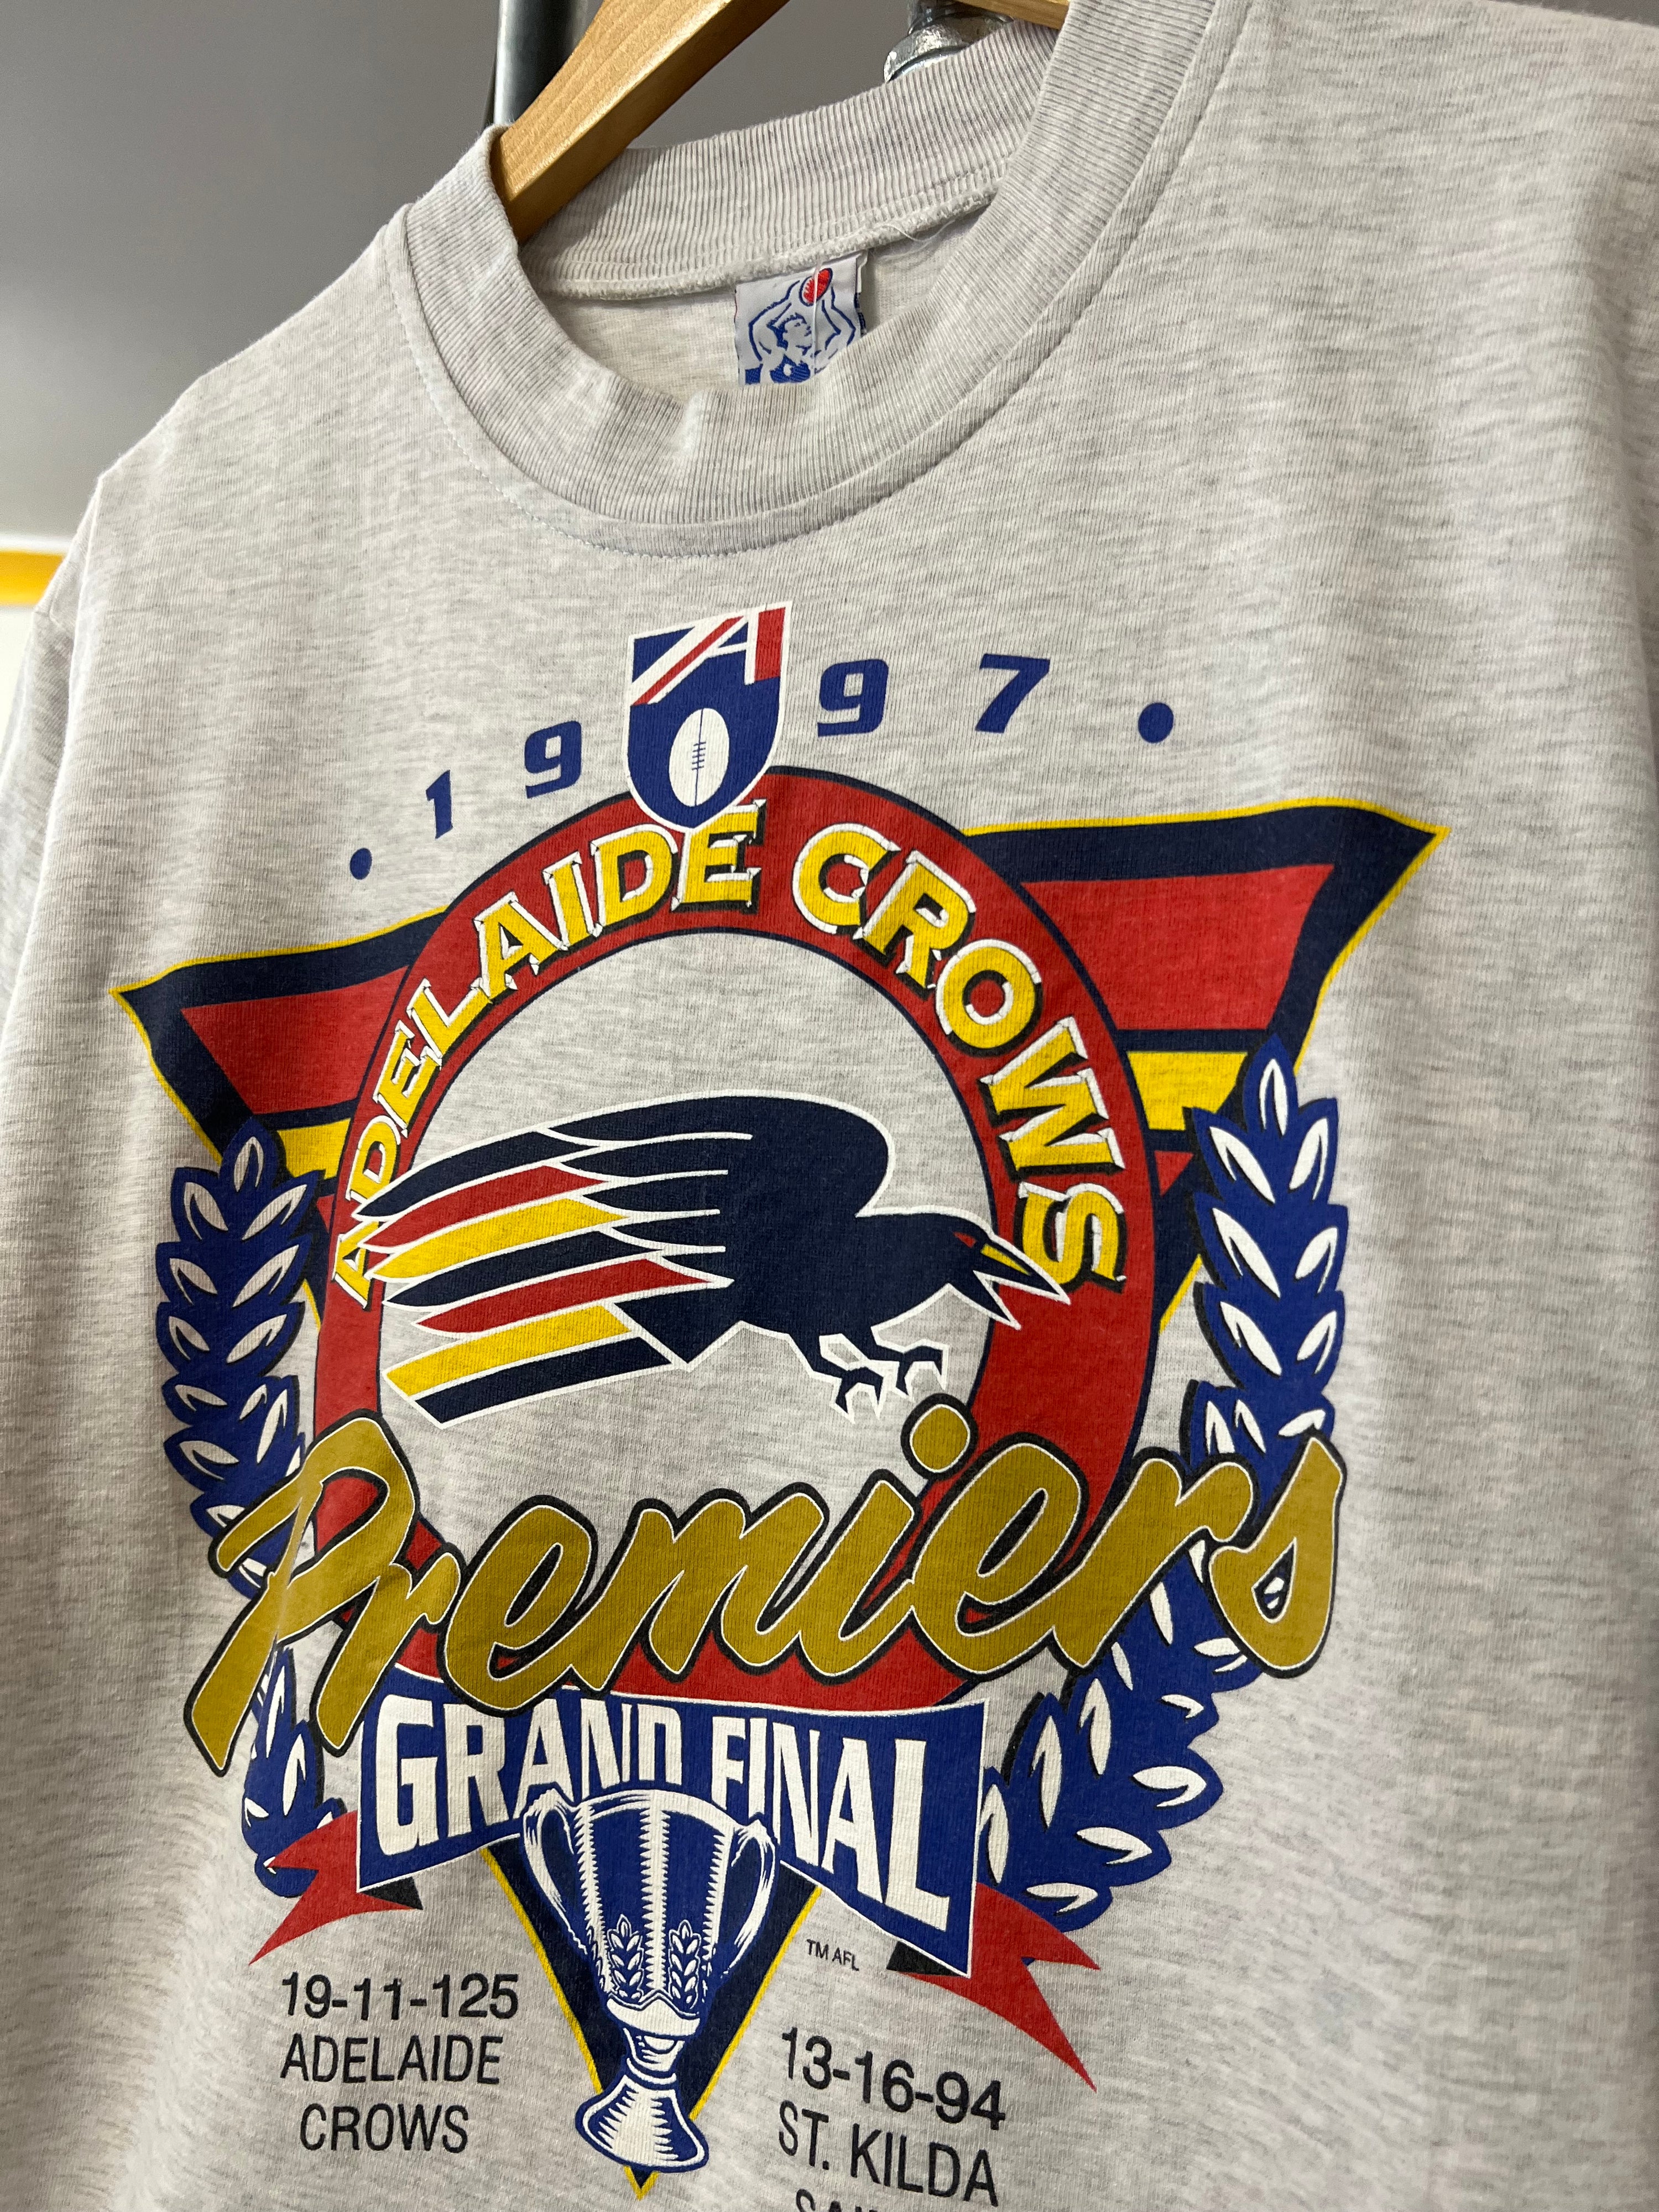 1997
ADELAIDE CROWS
Premiers
GRAND FINAL
TM AFL
19-11-125
ADELAIDE
CROWS
13-16-94
ST. KILDA